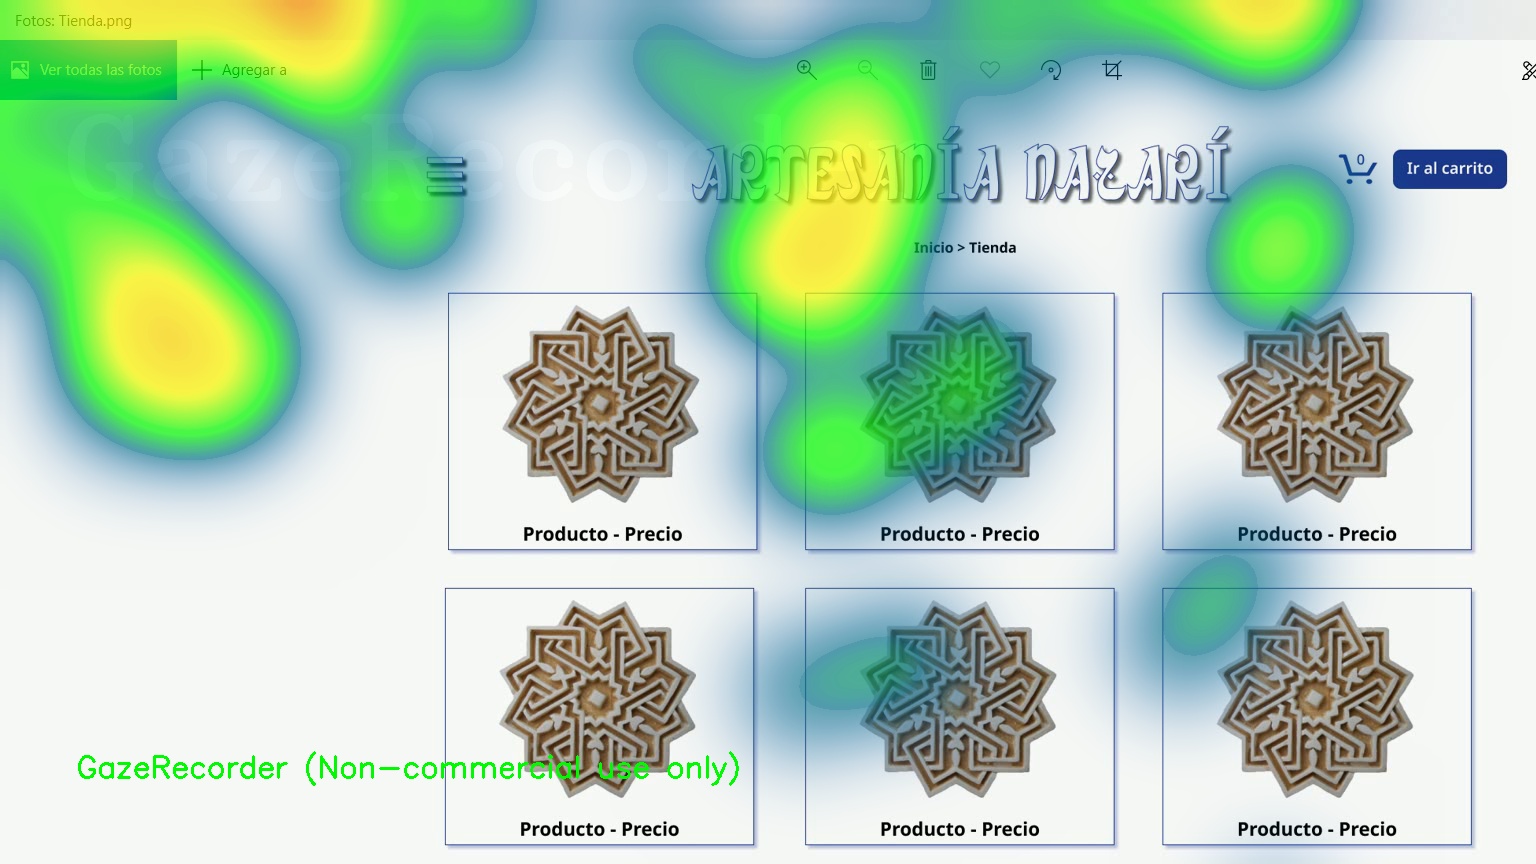 Fotos: Tienda.png
Ver todas las fotos
Agregar a
GazeRecorder
ARTESANÍA NAZARÍ
0
Ir al carrito
Inicio > Tienda
Producto - Precio
Producto - Precio
Producto - Precio
GazeRecorder (Non-commercial use only)
Producto - Precio
Producto - Precio
Producto - Precio